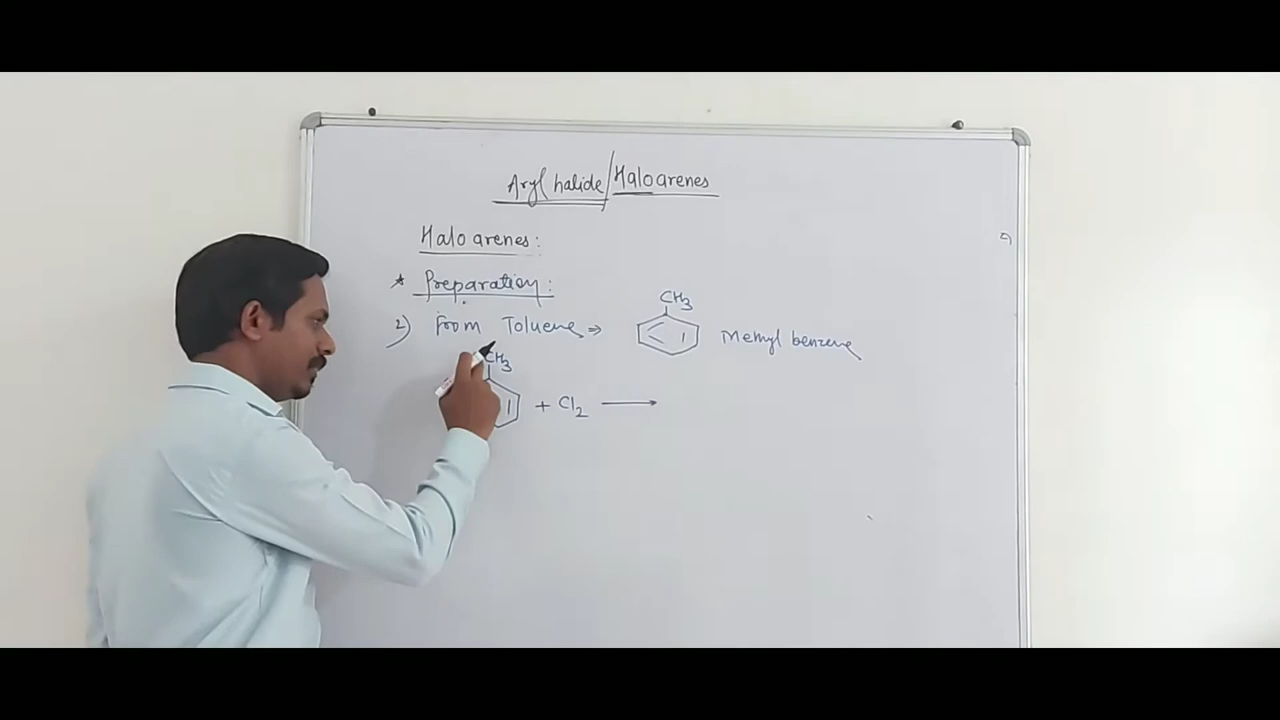 Aryl halide/Haloarenes
Haloarenes:
* Preparation:
2) From Toluene ⇒
CH3
Methyl benzene
CH3
+ Cl2 ⟶